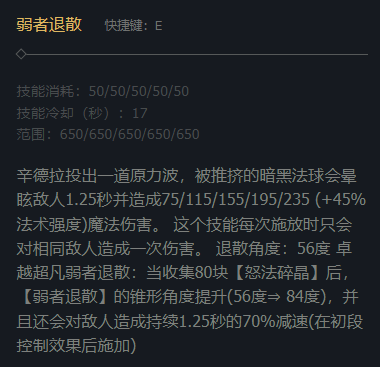 弱者退散 快捷键：E
技能消耗：50/50/50/50/50
技能冷却（秒）：17
范围：650/650/650/650/650
辛德拉投出一道原力波，被推挤的暗黑法球会晕
眩敌人1.25秒并造成75/115/155/195/235 (+45%
法术强度)魔法伤害。 这个技能每次施放时只会
对相同敌人造成一次伤害。 退散角度：56度 卓
越超凡弱者退散：当收集80块【怒法碎晶】后，
【弱者退散】的锥形角度提升(56度⇒ 84度)，并
且还会对敌人造成持续1.25秒的70%减速(在初段
控制效果后施加)